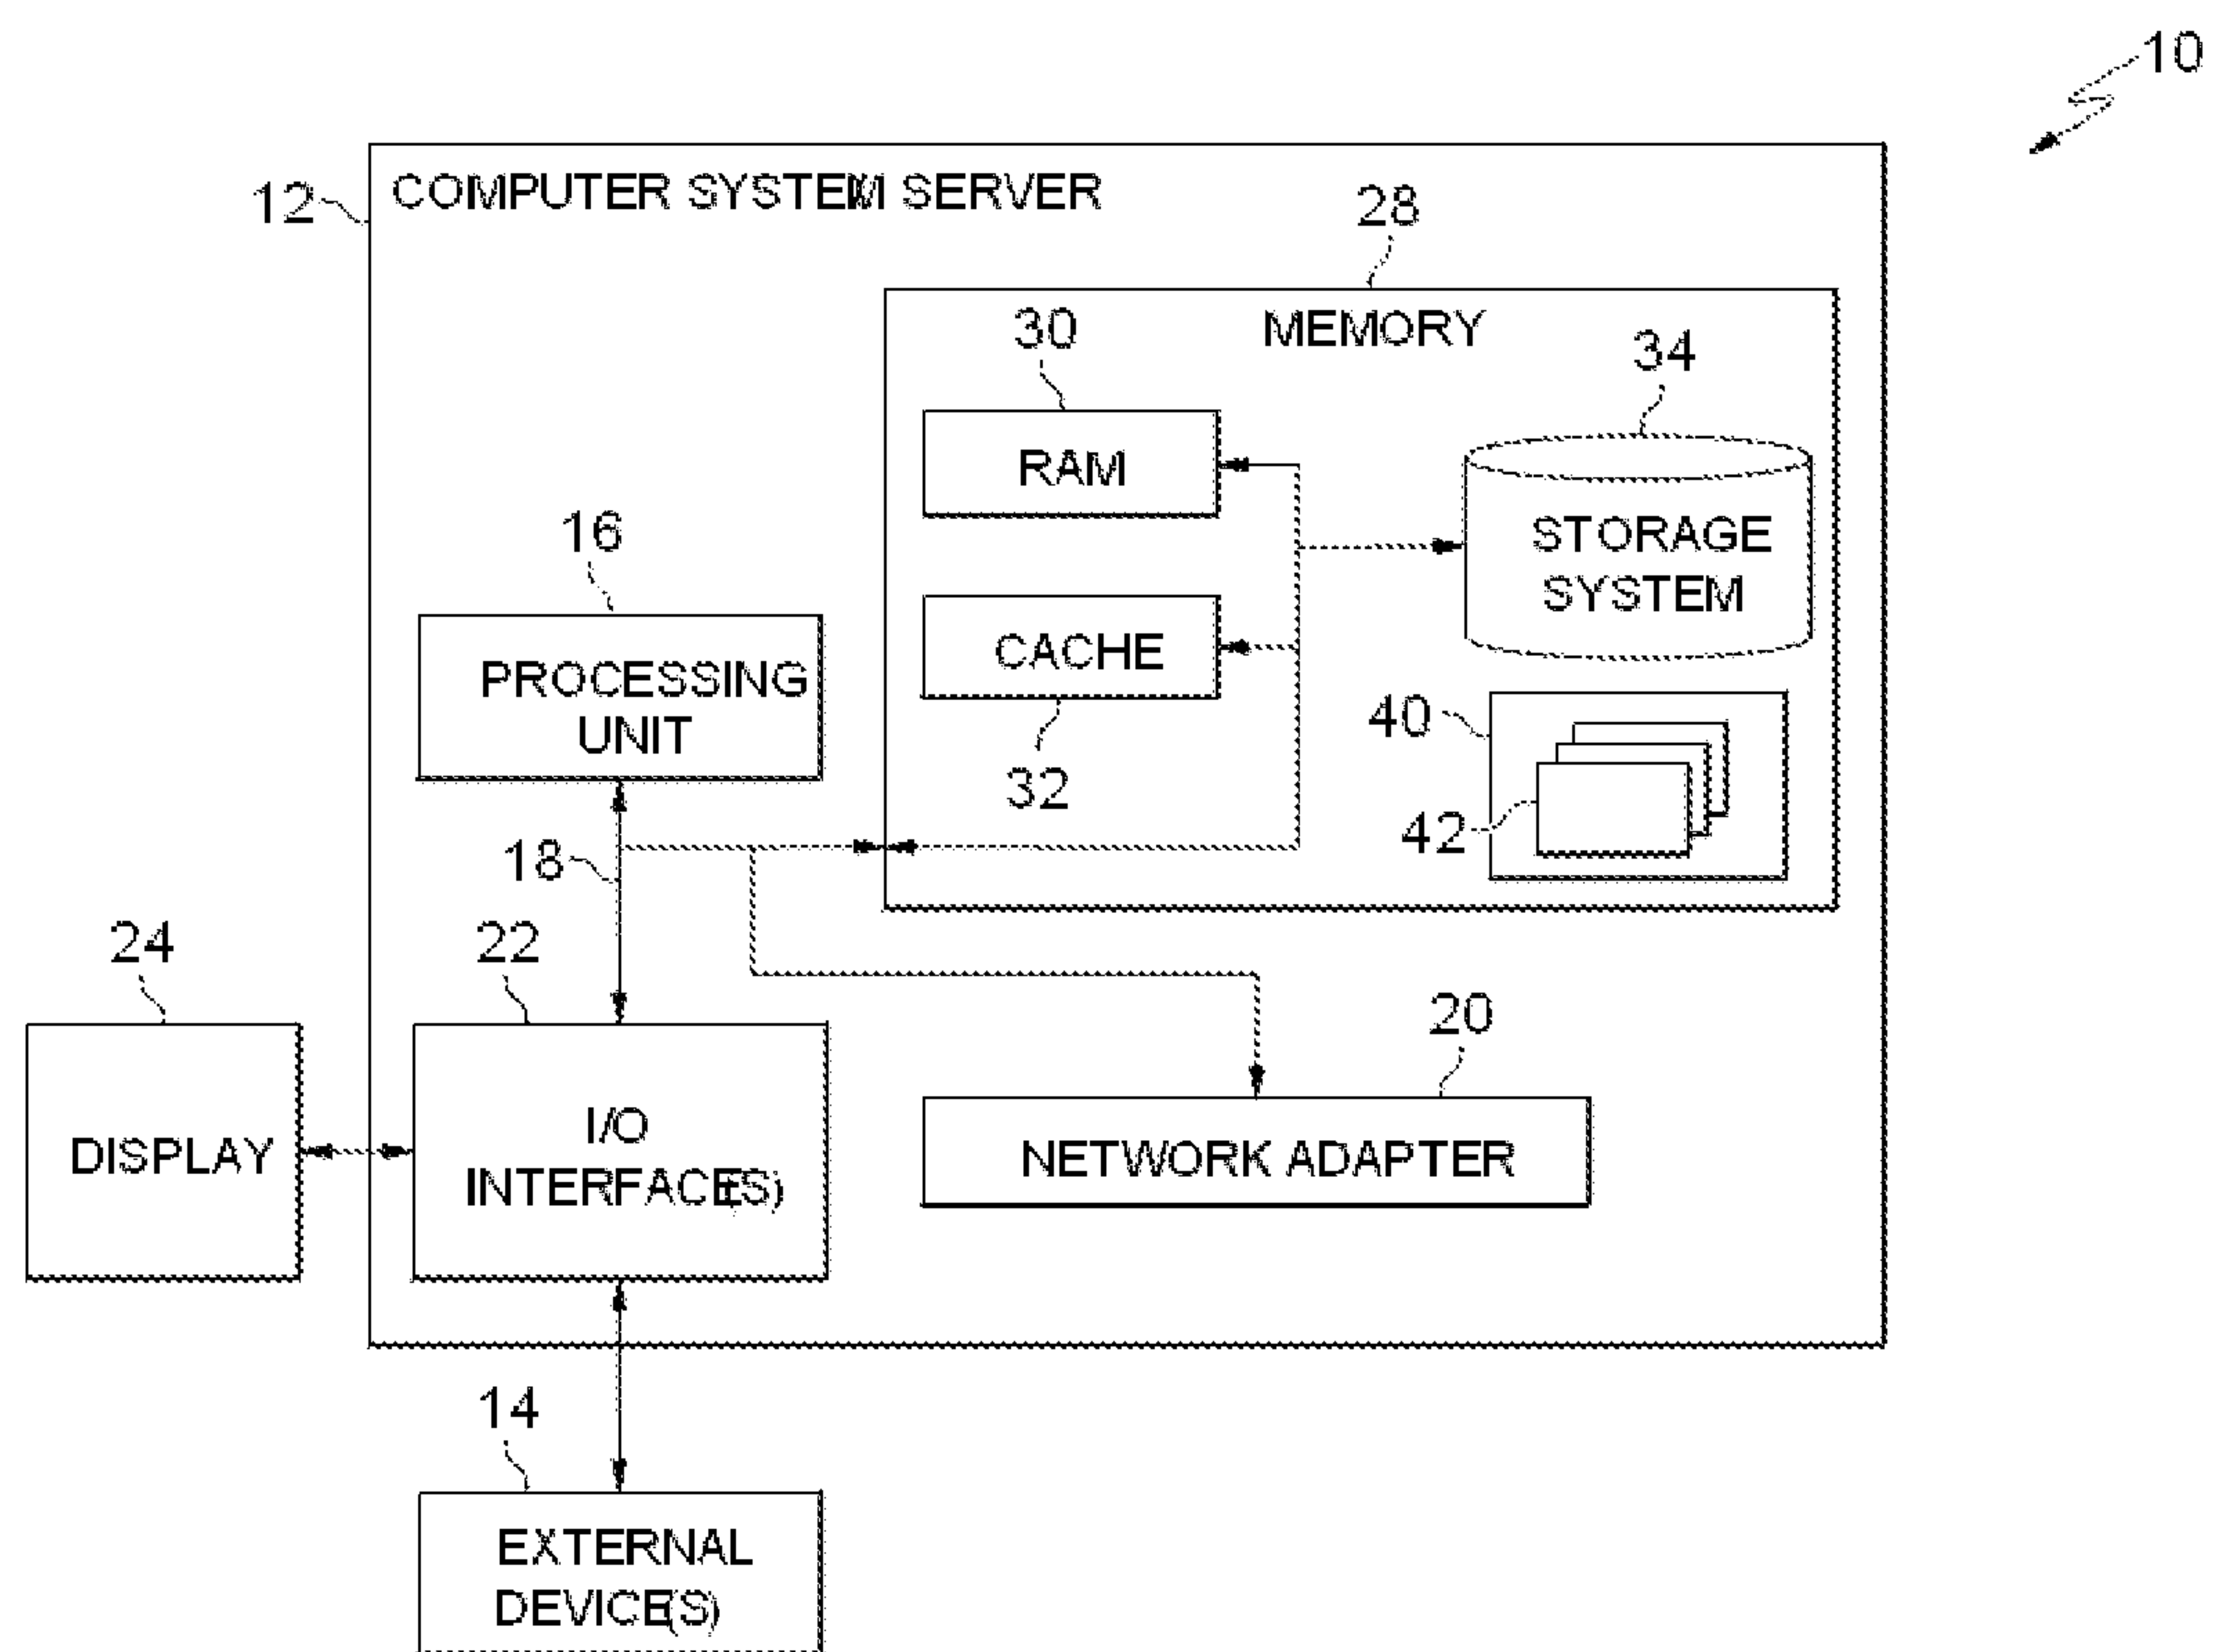 10
12
COMPUTER SYSTEM SERVER
28
MEMORY
30
34
RAM
STORAGE
SYSTEM
16
PROCESSING
UNIT
CACHE
32
40
42
18
24
22
20
DISPLAY
I/O
INTERFACE(S)
NETWORK ADAPTER
14
EXTERNAL
DEVICE(S)